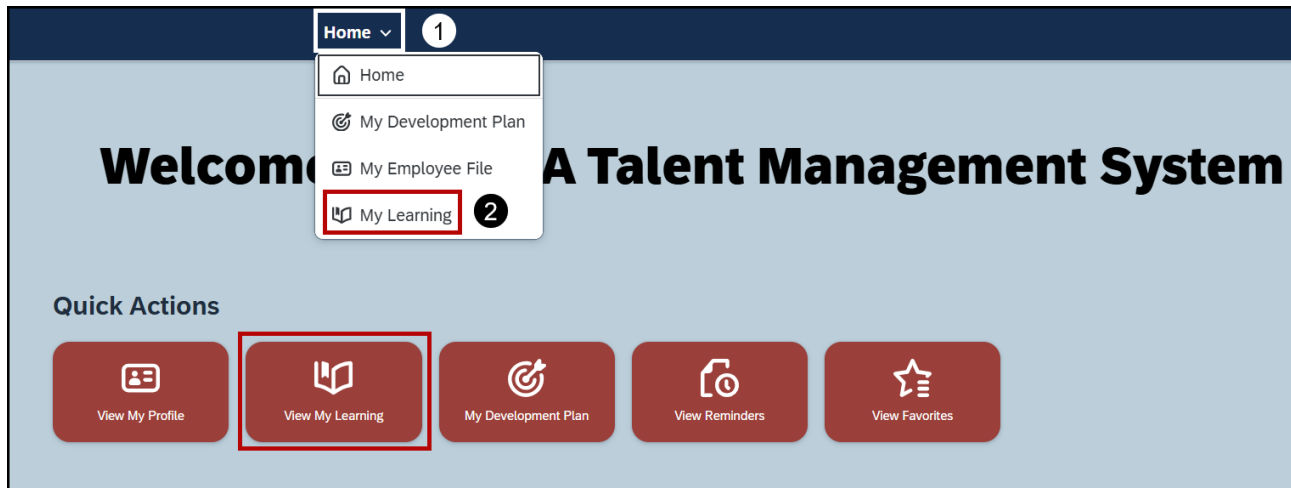 Home
1
Home
My Development Plan
Welcom A Talent Management System
My Employee File
My Learning
2
Quick Actions
View My Profile
View My Learning
My Development Plan
View Reminders
View Favorites